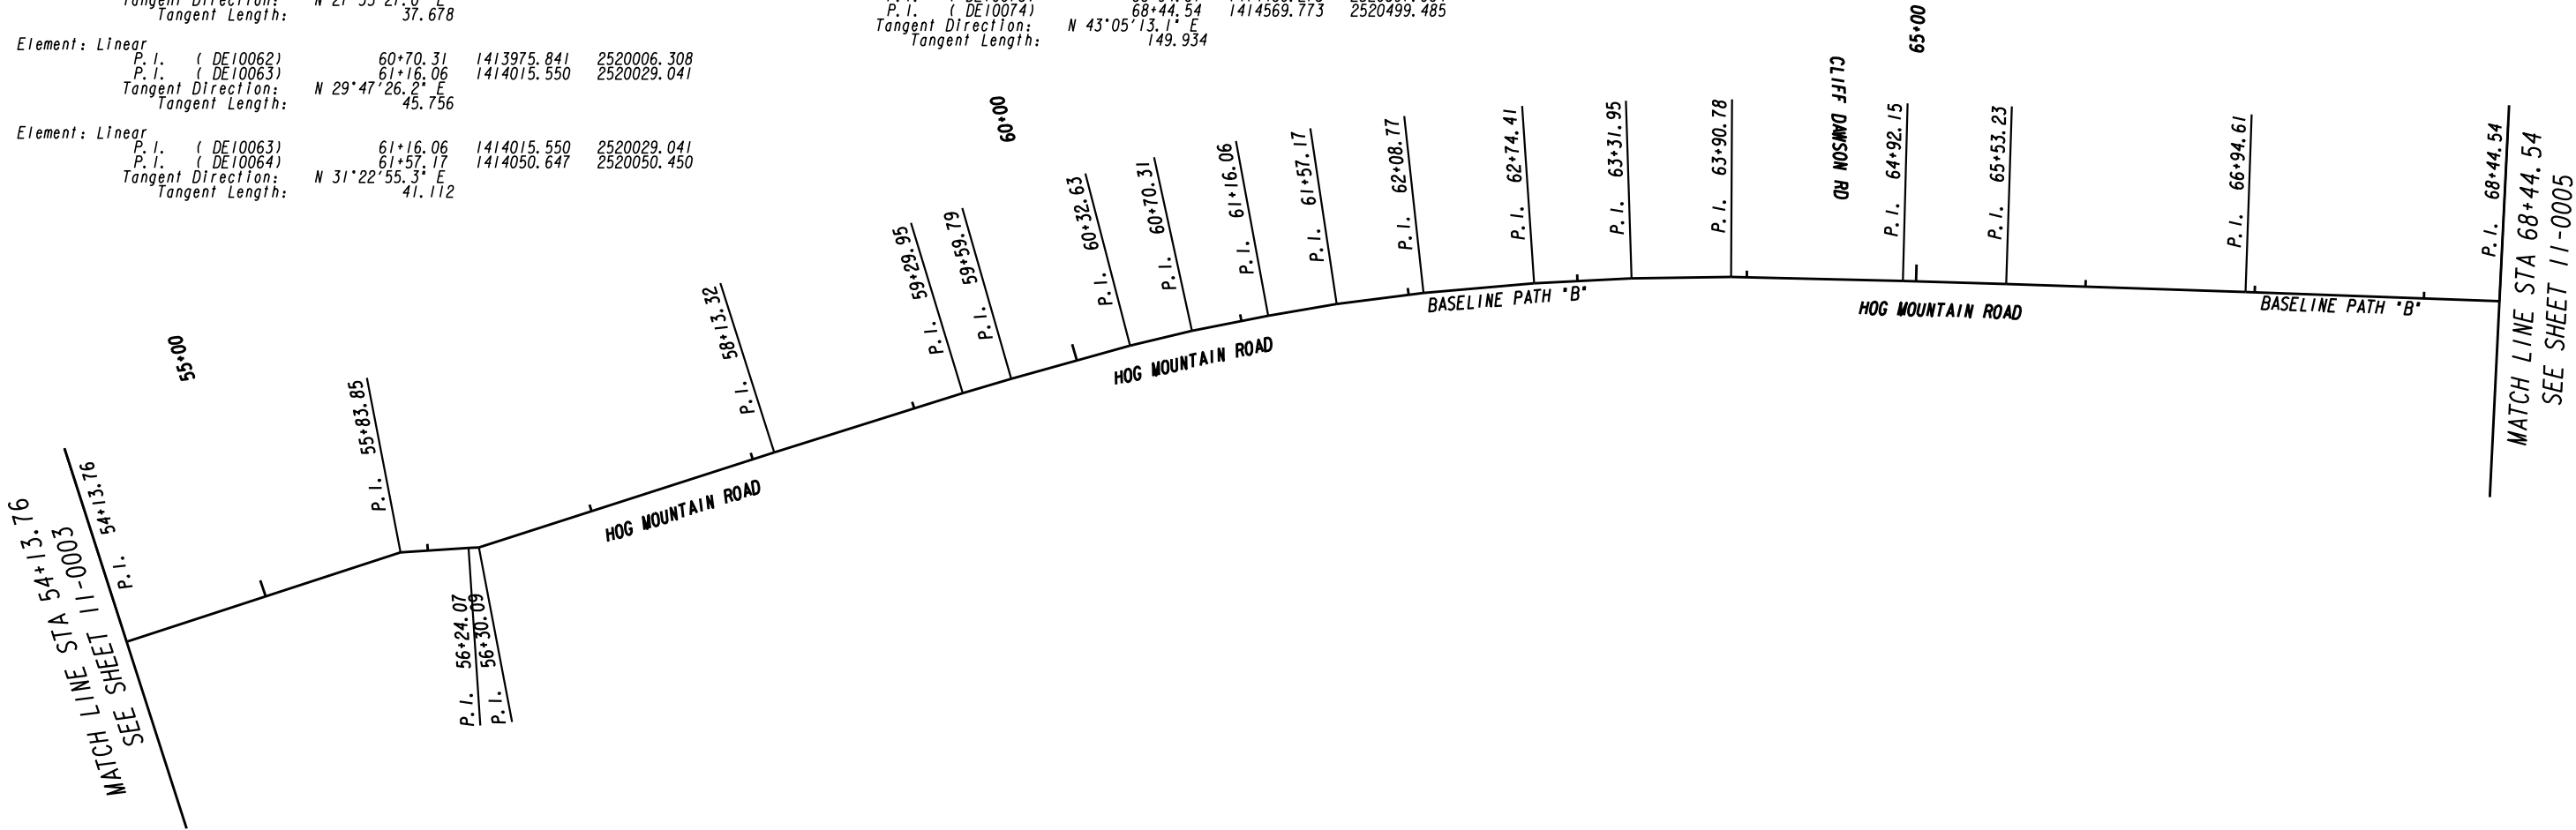 Tangent Length: 37.678
Element: Linear
P.I. ( DE10062) 60+70.31 1413975.841 2520006.308
P.I. ( DE10063) 61+16.06 1414015.550 2520029.041
Tangent Direction: N 29°47'26.2" E
Tangent Length: 45.756
Element: Linear
P.I. ( DE10063) 61+16.06 1414015.550 2520029.041
P.I. ( DE10064) 61+57.17 1414050.647 2520050.450
Tangent Direction: N 31°22'55.3" E
Tangent Length: 41.112
P.I. ( DE10074) 68+44.54 1414569.773 2520499.485
Tangent Direction: N 43°05'13.1" E
Tangent Length: 149.934
MATCH LINE STA 54+13.76
SEE SHEET 11-0003
P.I. 54+13.76
55+00
P.I. 55+83.85
P.I. 56+24.07
P.I. 56+30.09
HOG MOUNTAIN ROAD
P.I. 58+13.32
P.I. 59+29.95
P.I. 59+59.79
60+00
P.I. 60+32.63
P.I. 60+70.31
HOG MOUNTAIN ROAD
P.I. 61+16.06
P.I. 61+57.17
P.I. 62+08.77
BASELINE PATH "B"
P.I. 62+74.41
P.I. 63+31.95
P.I. 63+90.78
CLIFF DAWSON RD
P.I. 64+92.15
65+00
HOG MOUNTAIN ROAD
P.I. 65+53.23
P.I. 66+94.61
BASELINE PATH "B"
P.I. 68+44.54
MATCH LINE STA 68+44.54
SEE SHEET 11-0005